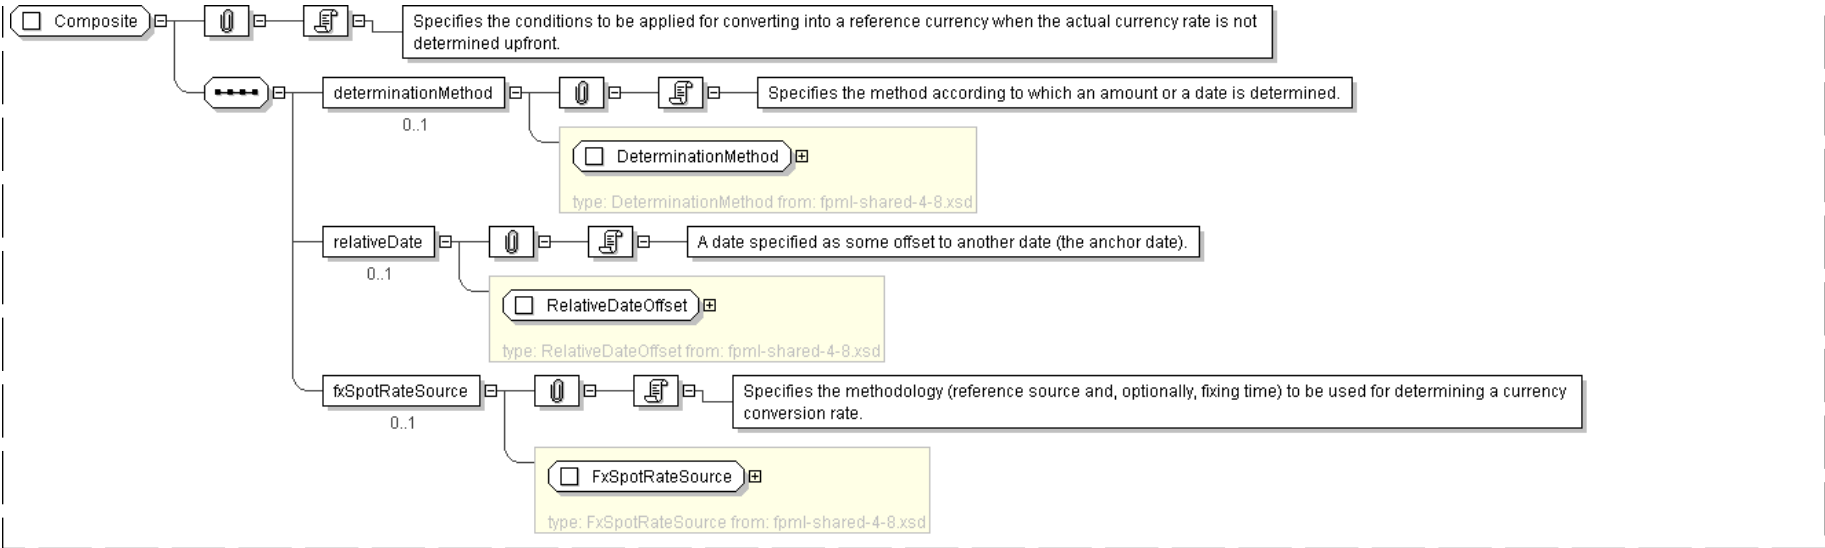 Composite
Specifies the conditions to be applied for converting into a reference currency when the actual currency rate is not
determined upfront.
determinationMethod
Specifies the method according to which an amount or a date is determined.
0..1
DeterminationMethod
type: DeterminationMethod from: fpml-shared-4-8.xsd
relativeDate
A date specified as some offset to another date (the anchor date).
0..1
RelativeDateOffset
type: RelativeDateOffset from: fpml-shared-4-8.xsd
fxSpotRateSource
Specifies the methodology (reference source and, optionally, fixing time) to be used for determining a currency
conversion rate.
0..1
FxSpotRateSource
type: FxSpotRateSource from: fpml-shared-4-8.xsd